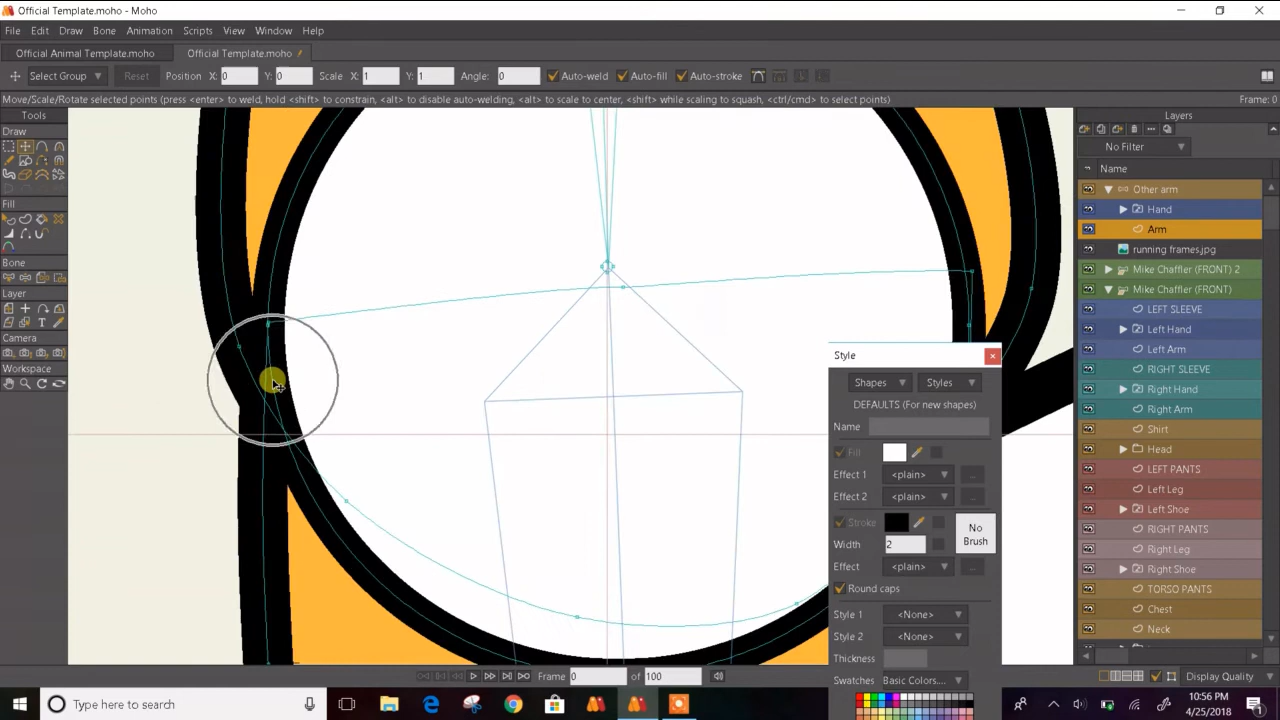 Official Template.moho - Moho
File Edit Draw Bone Animation Scripts View Window Help
Official Animal Template.moho Official Template.moho
Select Group Reset Position X: 0 Y: 0 Scale X: 1 Y: 1 Angle: 0 Auto-weld Auto-fill Auto-stroke
Move/Scale/Rotate selected points (press <enter> to weld, hold <shift> to constrain, <alt> to disable auto-welding, <alt> to scale to center, <shift> while scaling to squash, <ctrl/cmd> to select points) Frame: 0
Tools
Draw
Fill
Bone
Layer
Camera
Workspace
Layers
No Filter
Name
Other arm
Hand
Arm
running frames.jpg
Mike Chaffler (FRONT) 2
Mike Chaffler (FRONT)
LEFT SLEEVE
Left Hand
Left Arm
RIGHT SLEEVE
Right Hand
Right Arm
Shirt
Head
LEFT PANTS
Left Leg
Left Shoe
RIGHT PANTS
Right Leg
Right Shoe
TORSO PANTS
Chest
Neck
Style
Shapes Styles
DEFAULTS (For new shapes)
Name
Fill
Effect 1 <plain> ...
Effect 2 <plain> ...
Stroke
No Brush
Width 2
Effect <plain> ...
Round caps
Style 1 <None>
Style 2 <None>
Thickness
Swatches Basic Colors...
Frame 0 of 100 Display Quality
Type here to search
10:56 PM
4/25/2018